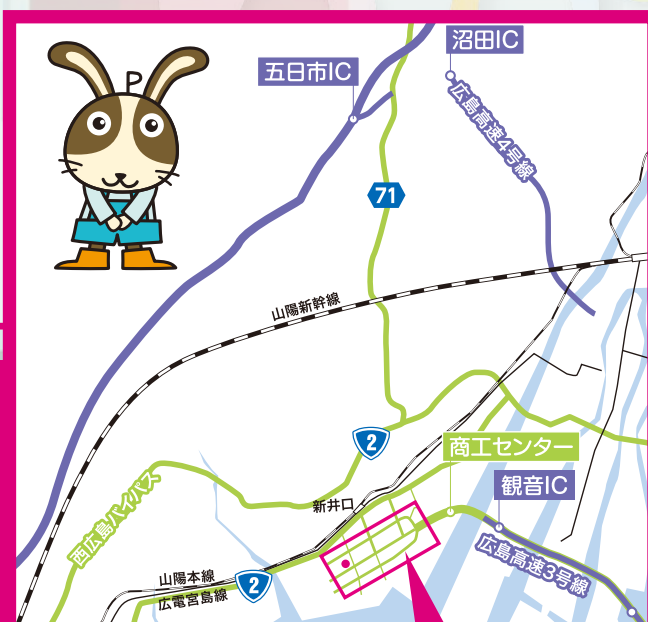 沼田IC
五日市IC
P
広島高速4号線
71
山陽新幹線
2
商工センター
観音IC
新井口
西広島バイパス
広島高速3号線
山陽本線
2
広電宮島線